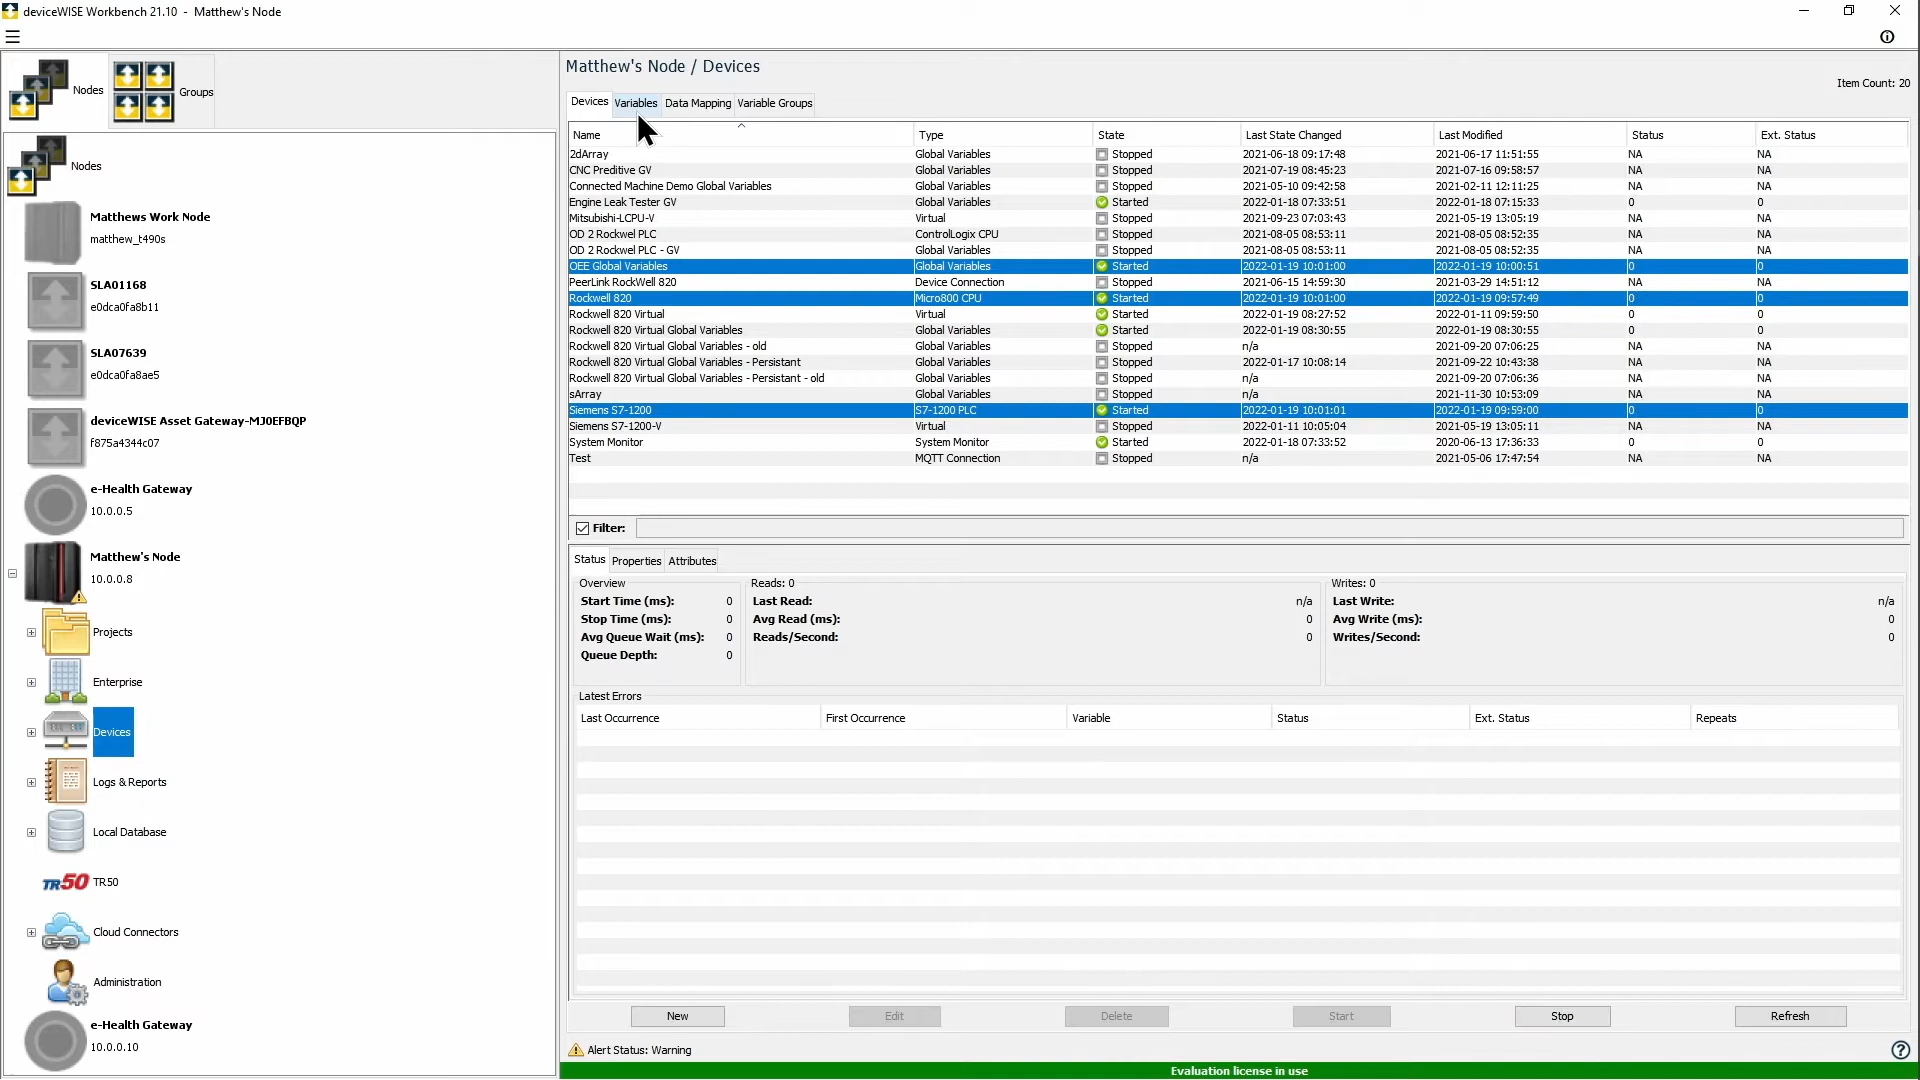 deviceWISE Workbench 21.10 - Matthew's Node
Nodes
Groups
Nodes
Matthews Work Node
matthew_t490s
SLA01168
e0dca0fa8b11
SLA07639
e0dca0fa8ae5
deviceWISE Asset Gateway-MJ0EFBQP
f875a4344c07
e-Health Gateway
10.0.0.5
Matthew's Node
10.0.0.8
Projects
Enterprise
Devices
Logs & Reports
Local Database
TR50 TR50
Cloud Connectors
Administration
e-Health Gateway
10.0.0.10
Matthew's Node / Devices
Item Count: 20
Devices Variables Data Mapping Variable Groups
Name Type State Last State Changed Last Modified Status Ext. Status
2dArray Global Variables Stopped 2021-06-18 09:17:48 2021-06-17 11:51:55 NA NA
CNC Preditive GV Global Variables Stopped 2021-07-19 08:45:23 2021-07-16 09:58:57 NA NA
Connected Machine Demo Global Variables Global Variables Stopped 2021-05-10 09:42:58 2021-02-11 12:11:25 NA NA
Engine Leak Tester GV Global Variables Started 2022-01-18 07:33:51 2022-01-18 07:15:33 0 0
Mitsubishi-LCPU-V Virtual Stopped 2021-09-23 07:03:43 2021-05-19 13:05:19 NA NA
OD 2 Rockwel PLC ControlLogix CPU Stopped 2021-08-05 08:53:11 2021-08-05 08:52:35 NA NA
OD 2 Rockwel PLC - GV Global Variables Stopped 2021-08-05 08:53:11 2021-08-05 08:52:35 NA NA
OEE Global Variables Global Variables Started 2022-01-19 10:01:00 2022-01-19 10:00:51 0 0
PeerLink RockWell 820 Device Connection Stopped 2021-06-15 14:59:30 2021-03-29 14:51:12 NA NA
Rockwell 820 Micro800 CPU Started 2022-01-19 10:01:00 2022-01-19 09:57:49 0 0
Rockwell 820 Virtual Virtual Started 2022-01-19 08:27:52 2022-01-11 09:59:50 0 0
Rockwell 820 Virtual Global Variables Global Variables Started 2022-01-19 08:30:55 2022-01-19 08:30:55 0 0
Rockwell 820 Virtual Global Variables - old Global Variables Stopped n/a 2021-09-20 07:06:25 NA NA
Rockwell 820 Virtual Global Variables - Persistant Global Variables Stopped 2022-01-17 10:08:14 2021-09-22 10:43:38 NA NA
Rockwell 820 Virtual Global Variables - Persistant - old Global Variables Stopped n/a 2021-09-20 07:06:36 NA NA
sArray Global Variables Stopped n/a 2021-11-30 10:53:09 NA NA
Siemens S7-1200 S7-1200 PLC Started 2022-01-19 10:01:01 2022-01-19 09:59:00 0 0
Siemens S7-1200-V Virtual Stopped 2022-01-11 10:05:04 2021-05-19 13:05:11 NA NA
System Monitor System Monitor Started 2022-01-18 07:33:52 2020-06-13 17:36:33 0 0
Test MQTT Connection Stopped n/a 2021-05-06 17:47:54 NA NA
Filter:
Status Properties Attributes
Overview Reads: 0 Writes: 0
Start Time (ms): 0 Last Read: n/a Last Write: n/a
Stop Time (ms): 0 Avg Read (ms): 0 Avg Write (ms): 0
Avg Queue Wait (ms): 0 Reads/Second: 0 Writes/Second: 0
Queue Depth: 0
Latest Errors
Last Occurrence First Occurrence Variable Status Ext. Status Repeats
New Edit Delete Start Stop Refresh
Alert Status: Warning
Evaluation license in use